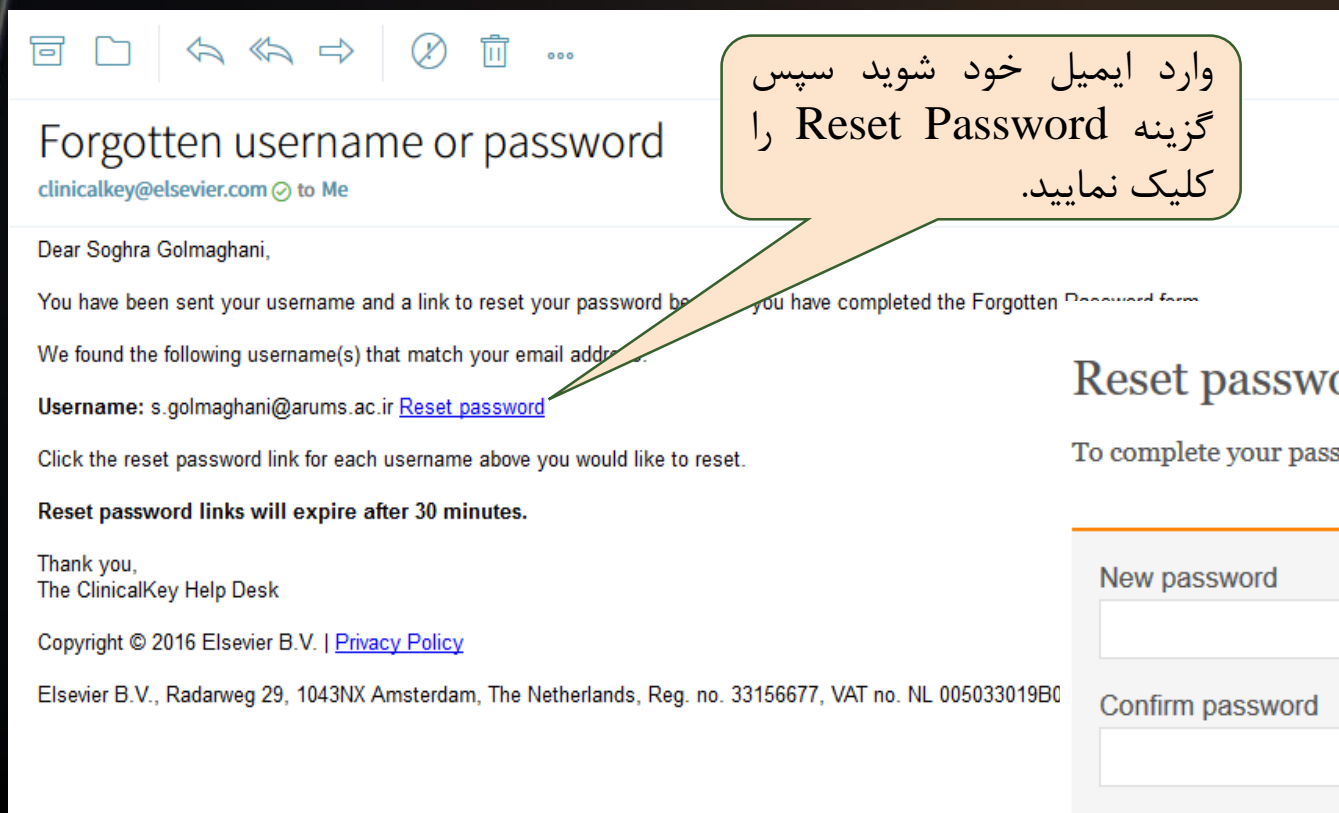 وارد ایمیل خود شوید سپس
گزینه Reset Password را
کلیک نمایید.
Forgotten username or password
clinicalkey@elsevier.com to Me
Dear Soghra Golmaghani,
You have been sent your username and a link to reset your password you have completed the Forgotten Password form
We found the following username(s) that match your email
Username: s.golmaghani@arums.ac.ir Reset password
Click the reset password link for each username above you would like to reset.
Reset password links will expire after 30 minutes.
Thank you,
The ClinicalKey Help Desk
Copyright © 2016 Elsevier B.V. | Privacy Policy
Elsevier B.V., Radarweg 29, 1043NX Amsterdam, The Netherlands, Reg. no. 33156677, VAT no. NL 005033019B0
Reset passwo
To complete your pass
New password
Confirm password